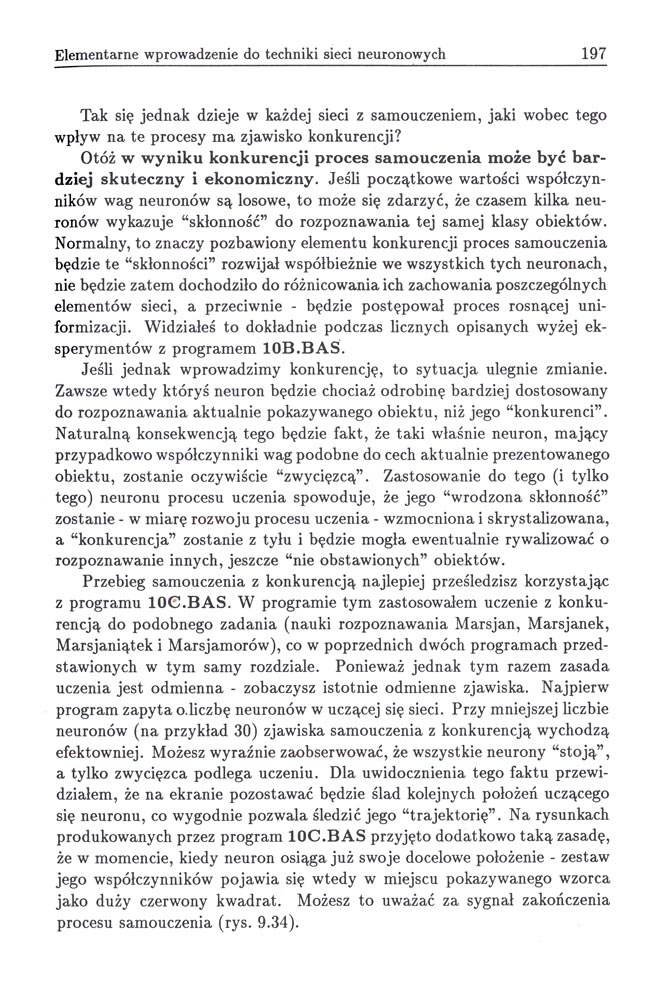 Elementarne wprowadzenie do techniki sieci neuronowych 197
Tak się jednak dzieje w każdej sieci z samouczeniem, jaki wobec tego
wpływ na te procesy ma zjawisko konkurencji?
Otóż w wyniku konkurencji proces samouczenia może być bar-
dziej skuteczny i ekonomiczny. Jeśli początkowe wartości współczyn-
ników wag neuronów są losowe, to może się zdarzyć, że czasem kilka neu-
ronów wykazuje “skłonność” do rozpoznawania tej samej klasy obiektów.
Normalny, to znaczy pozbawiony elementu konkurencji proces samouczenia
będzie te “skłonności” rozwijał współbieżnie we wszystkich tych neuronach,
nie będzie zatem dochodziło do różnicowania ich zachowania poszczególnych
elementów sieci, a przeciwnie - będzie postępował proces rosnącej uni-
formizacji. Widziałeś to dokładnie podczas licznych opisanych wyżej ek-
sperymentów z programem 10B.BAS.
Jeśli jednak wprowadzimy konkurencję, to sytuacja ulegnie zmianie.
Zawsze wtedy któryś neuron będzie chociaż odrobinę bardziej dostosowany
do rozpoznawania aktualnie pokazywanego obiektu, niż jego “konkurenci”.
Naturalną konsekwencją tego będzie fakt, że taki właśnie neuron, mający
przypadkowo współczynniki wag podobne do cech aktualnie prezentowanego
obiektu, zostanie oczywiście “zwycięzcą”. Zastosowanie do tego (i tylko
tego) neuronu procesu uczenia spowoduje, że jego “wrodzona skłonność”
zostanie - w miarę rozwoju procesu uczenia - wzmocniona i skrystalizowana,
a “konkurencja” zostanie z tyłu i będzie mogła ewentualnie rywalizować o
rozpoznawanie innych, jeszcze “nie obstawionych” obiektów.
Przebieg samouczenia z konkurencją najlepiej prześledzisz korzystając
z programu 10C.BAS. W programie tym zastosowałem uczenie z konku-
rencją do podobnego zadania (nauki rozpoznawania Marsjan, Marsjanek,
Marsjaniątek i Marsjamorów), co w poprzednich dwóch programach przed-
stawionych w tym samy rozdziale. Ponieważ jednak tym razem zasada
uczenia jest odmienna - zobaczysz istotnie odmienne zjawiska. Najpierw
program zapyta o.liczbę neuronów w uczącej się sieci. Przy mniejszej liczbie
neuronów (na przykład 30) zjawiska samouczenia z konkurencją wychodzą
efektowniej. Możesz wyraźnie zaobserwować, że wszystkie neurony “stoją”,
a tylko zwycięzca podlega uczeniu. Dla uwidocznienia tego faktu przewi-
działem, że na ekranie pozostawać będzie ślad kolejnych położeń uczącego
się neuronu, co wygodnie pozwala śledzić jego “trajektorię”. Na rysunkach
produkowanych przez program 10C.BAS przyjęto dodatkowo taką zasadę,
że w momencie, kiedy neuron osiąga już swoje docelowe położenie - zestaw
jego współczynników pojawia się wtedy w miejscu pokazywanego wzorca
jako duży czerwony kwadrat. Możesz to uważać za sygnał zakończenia
procesu samouczenia (rys. 9.34).